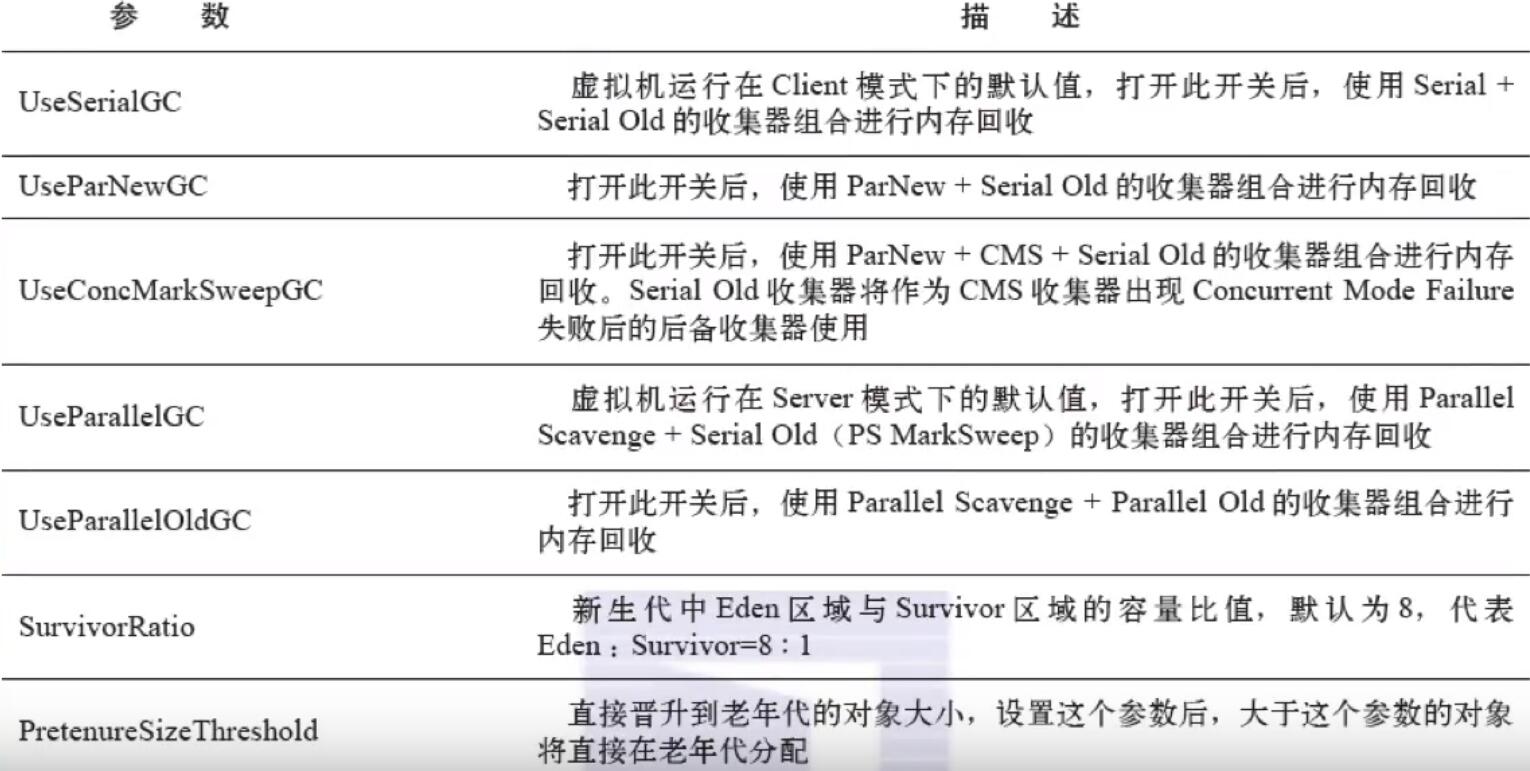 参 数 描 述
UseSerialGC 虚拟机运行在 Client 模式下的默认值，打开此开关后，使用 Serial +
Serial Old 的收集器组合进行内存回收
UseParNewGC 打开此开关后，使用 ParNew + Serial Old 的收集器组合进行内存回收
打开此开关后，使用 ParNew + CMS + Serial Old 的收集器组合进行内存
UseConcMarkSweepGC 回收。Serial Old 收集器将作为 CMS 收集器出现 Concurrent Mode Failure
失败后的后备收集器使用
UseParallelGC 虚拟机运行在 Server 模式下的默认值，打开此开关后，使用 Parallel
Scavenge + Serial Old（PS MarkSweep）的收集器组合进行内存回收
UseParallelOldGC 打开此开关后，使用 Parallel Scavenge + Parallel Old 的收集器组合进行
内存回收
SurvivorRatio 新生代中 Eden 区域与 Survivor 区域的容量比值，默认为 8，代表
Eden：Survivor=8∶1
PretenureSizeThreshold 直接晋升到老年代的对象大小，设置这个参数后，大于这个参数的对象
将直接在老年代分配